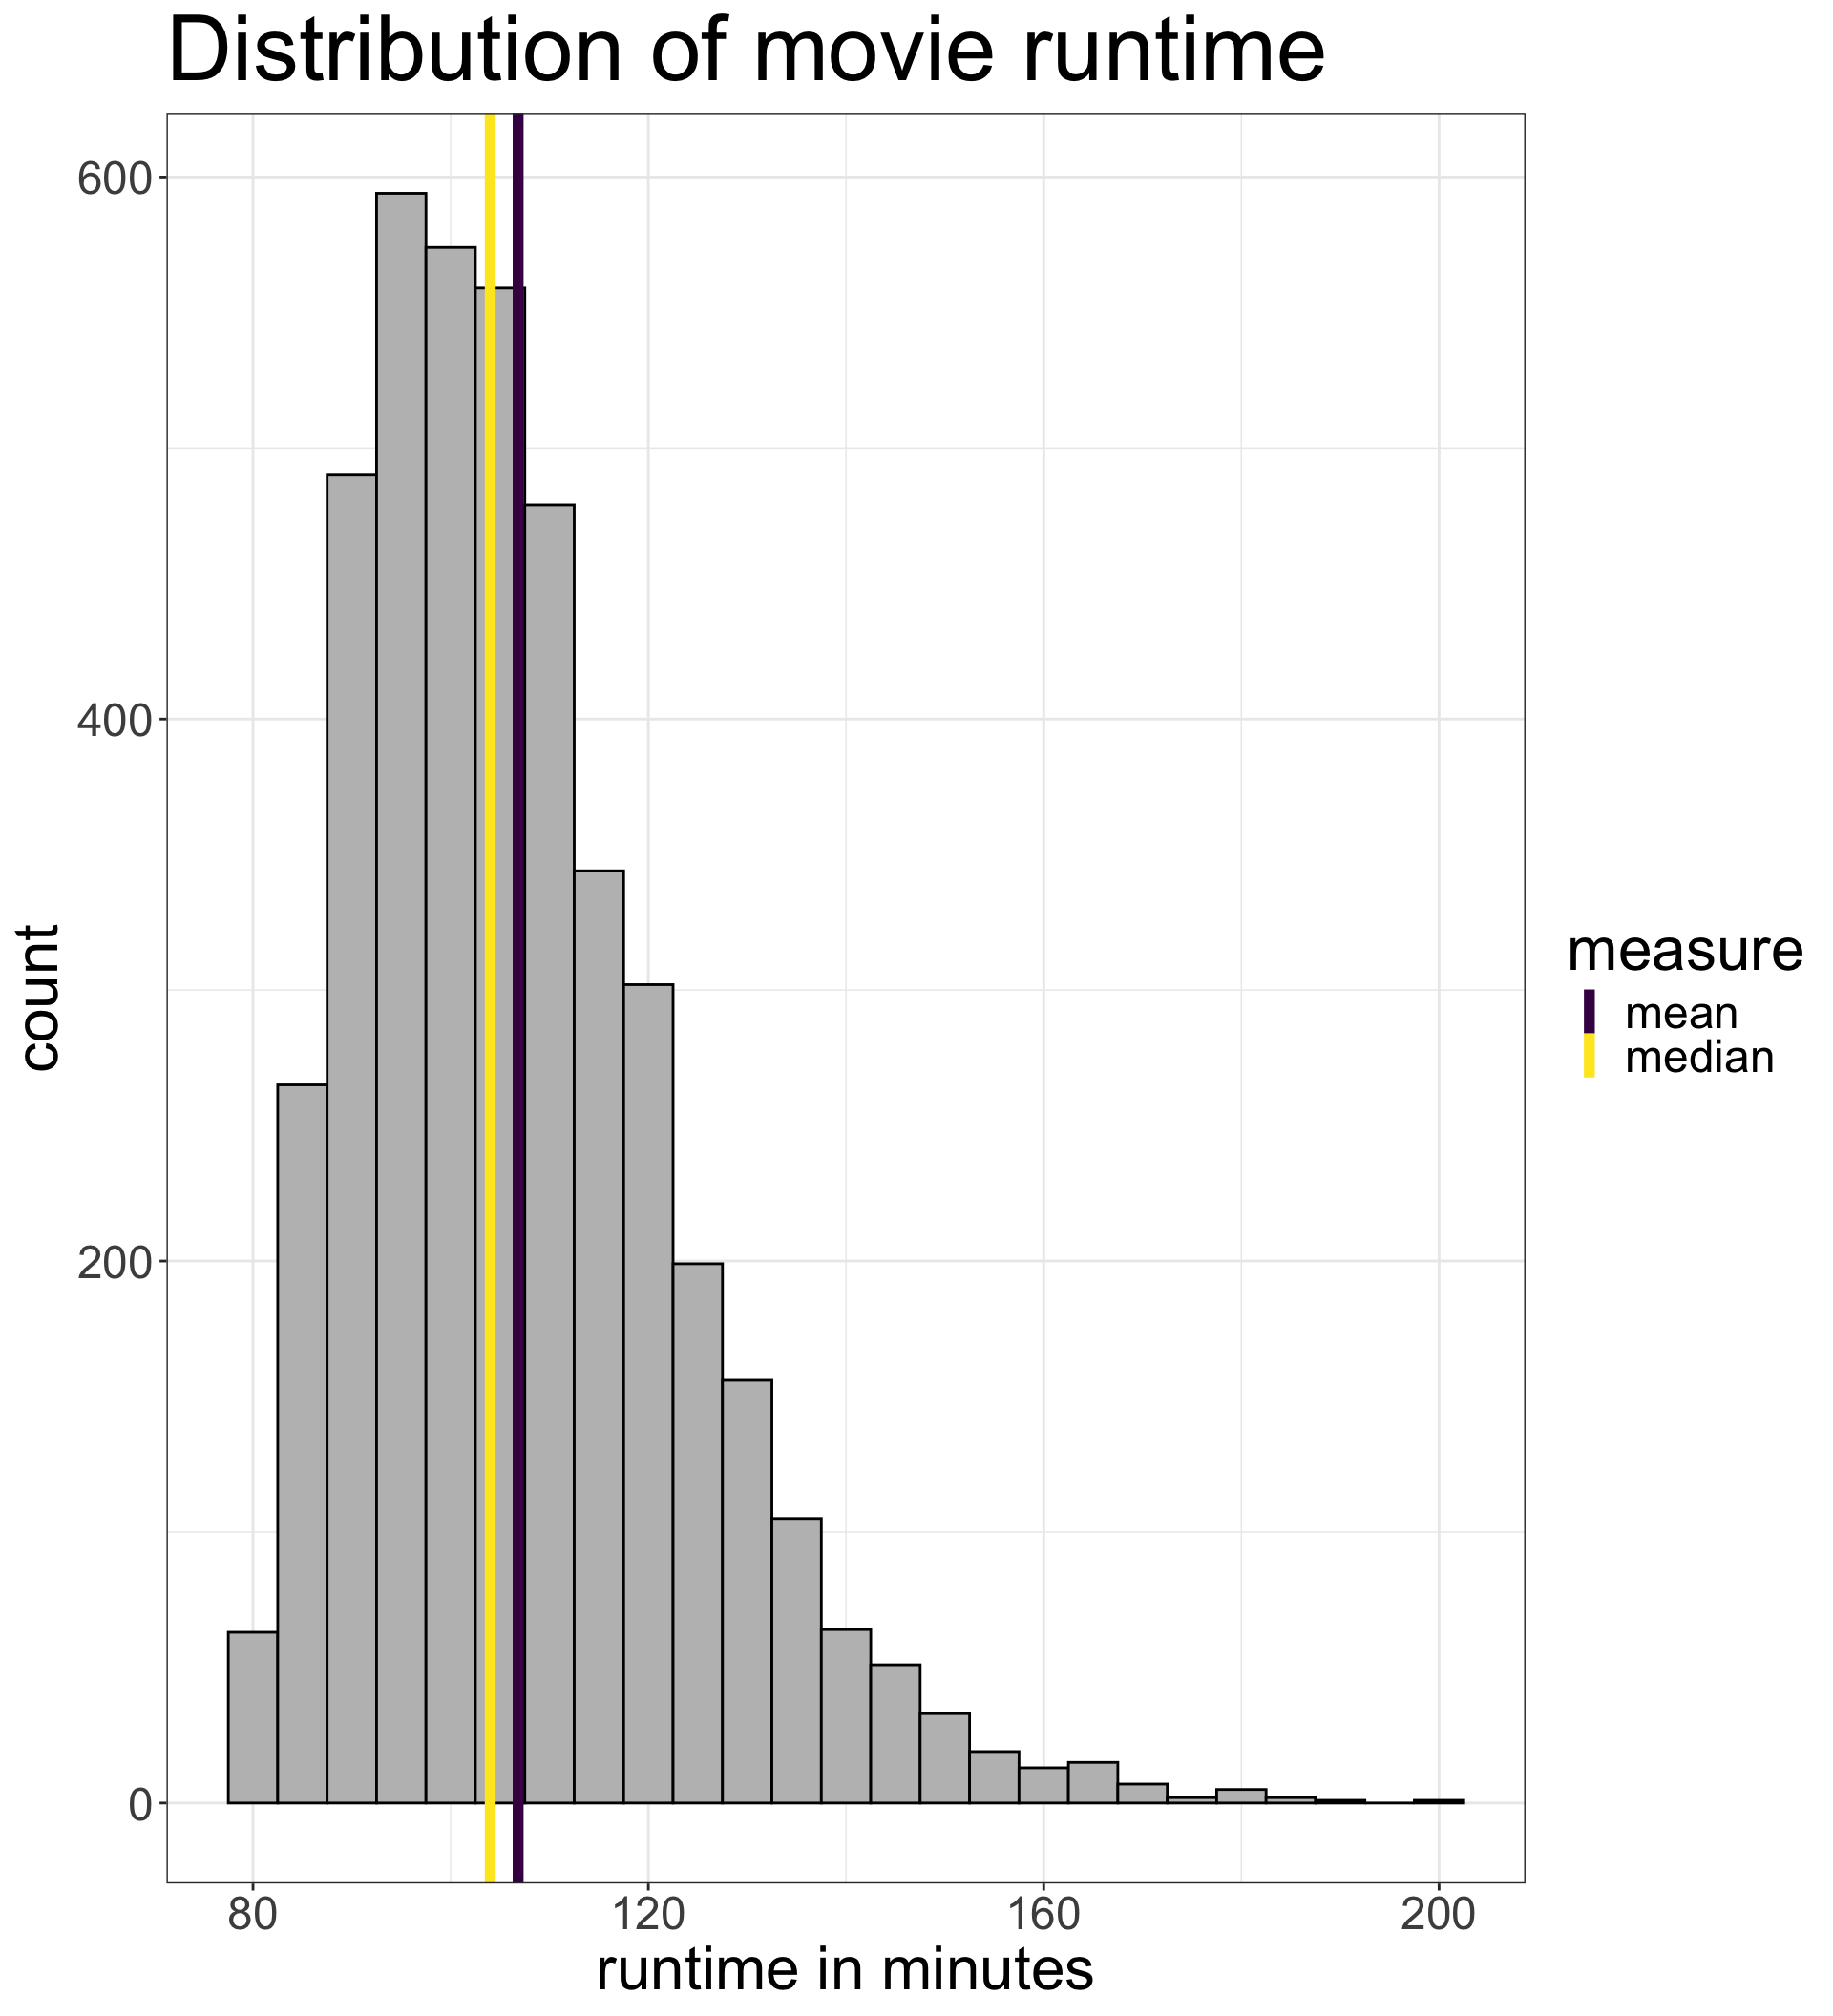 Distribution of movie runtime
600
400
200
0
count
80 120 160 200
runtime in minutes
measure
mean
median